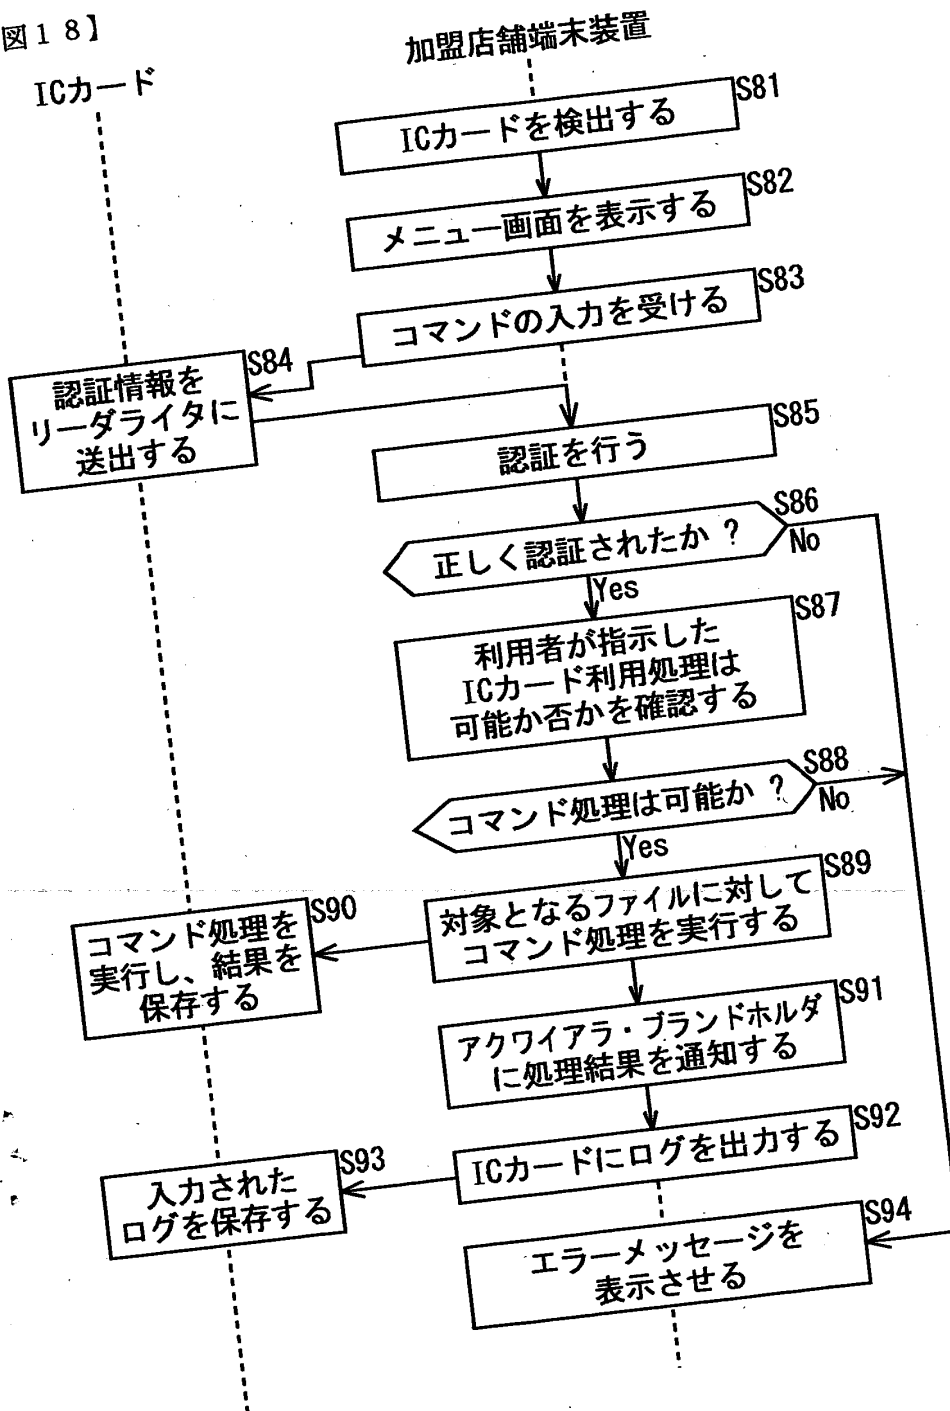 図１８】
加盟店舗端末装置
ICカード
S81
ICカードを検出する
S82
メニュー画面を表示する
S83
コマンドの入力を受ける
S84
認証情報を
リーダライタに
送出する
S85
認証を行う
S86
正しく認証されたか？
No
Yes
S87
利用者が指示した
ICカード利用処理は
可能か否かを確認する
S88
コマンド処理は可能か？
No
Yes
S89
対象となるファイルに対して
コマンド処理を実行する
S90
コマンド処理を
実行し、結果を
保存する
S91
アクワイアラ・ブランドホルダ
に処理結果を通知する
S92
ICカードにログを出力する
S93
入力された
ログを保存する
S94
エラーメッセージを
表示させる